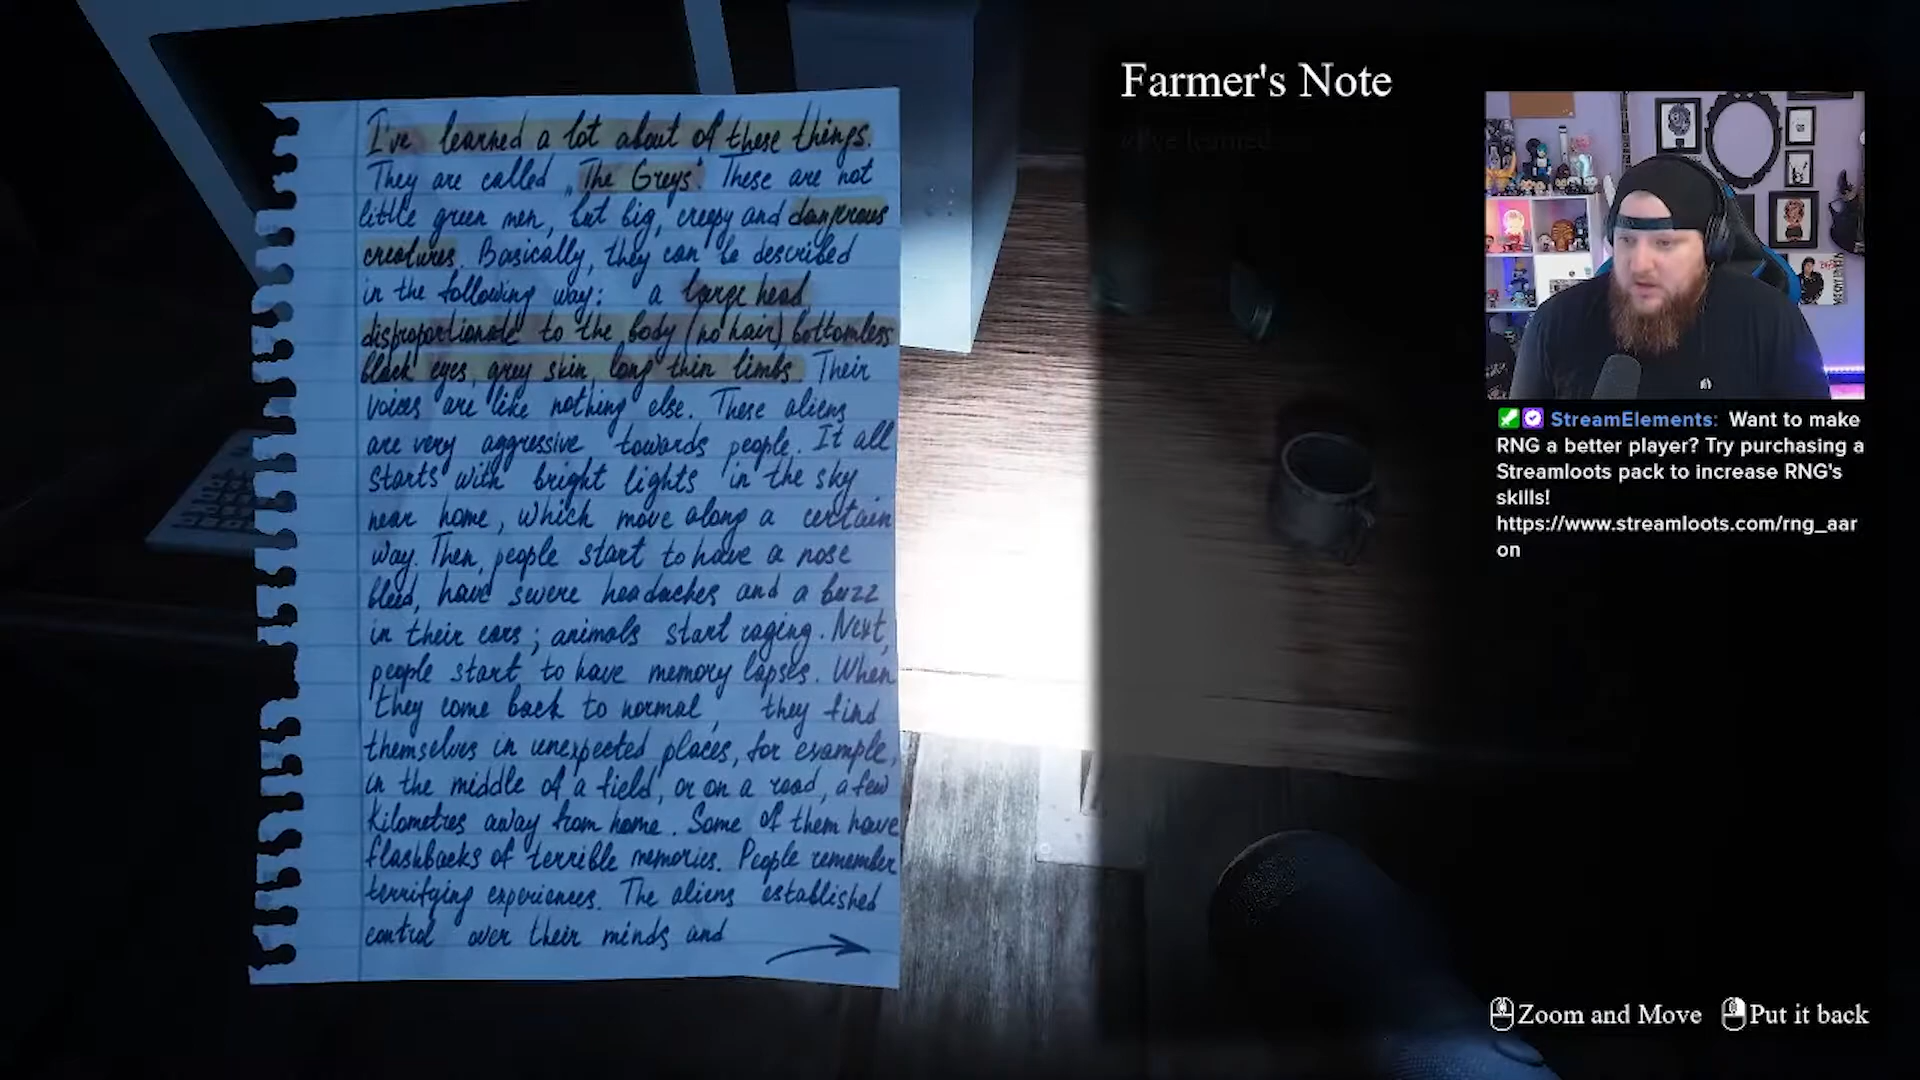 I've learned a lot about of these things.
They are called „The Greys". These are not
little green men, but big, creepy and dangerous
creatures. Basically, they can be described
in the following way: a large head
disproportionate to the body (no hair) bottomless
black eyes, grey skin, long thin limbs. Their
voices are like nothing else. These aliens
are very aggressive towards people. It all
starts with bright lights in the sky
near home, which move along a certain
way. Then, people start to have a nose
bleed, have severe headaches and a buzz
in their ears; animals start raging. Next,
people start to have memory lapses. When
they come back to normal, they find
themselves in unexpected places, for example,
in the middle of a field, or on a road, a few
kilometres away from home. Some of them have
flashbacks of terrible memories. People remember
terrifying experiences. The aliens established
control over their minds and
Farmer's Note
«I've learned
StreamElements: Want to make
RNG a better player? Try purchasing a
Streamloots pack to increase RNG's
skills!
https://www.streamloots.com/rng_aar
on
Zoom and Move Put it back